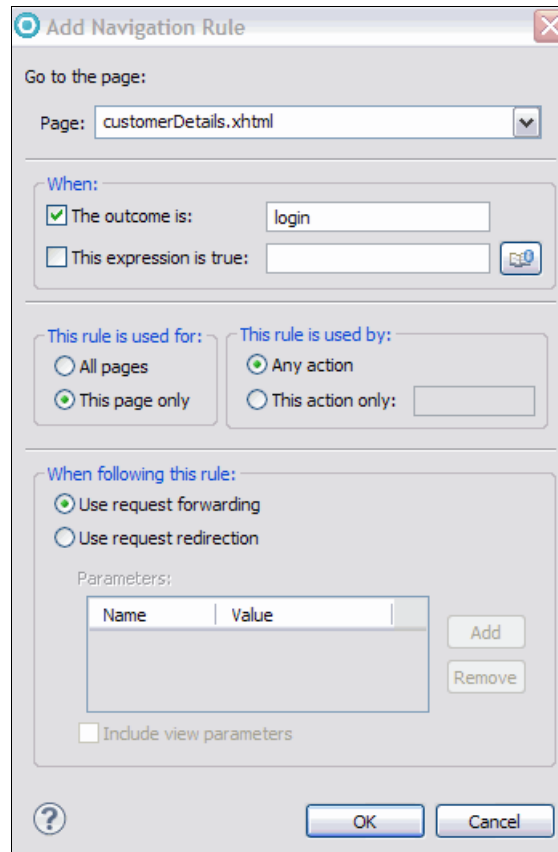 Add Navigation Rule
Go to the page:
Page: customerDetails.xhtml
When:
The outcome is: login
This expression is true:
This rule is used for:
All pages
This page only
This rule is used by:
Any action
This action only:
When following this rule:
Use request forwarding
Use request redirection
Parameters:
Name Value
Add
Remove
Include view parameters
? OK Cancel